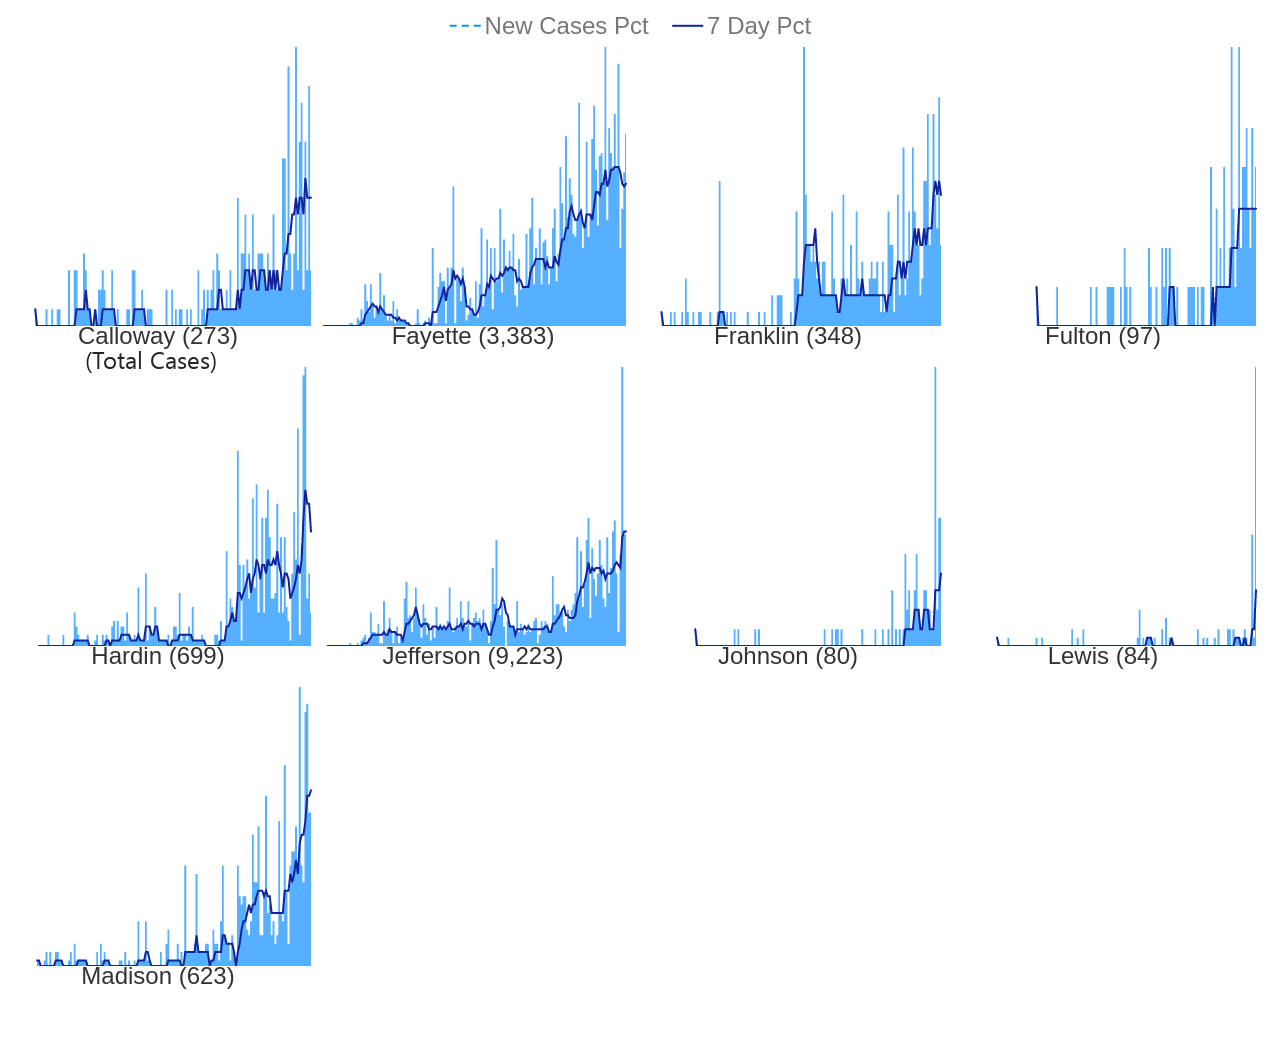 New Cases Pct 7 Day Pct
Calloway (273) Fayette (3,383) Franklin (348) Fulton (97)
(Total Cases)
Hardin (699) Jefferson (9,223) Johnson (80) Lewis (84)
Madison (623)